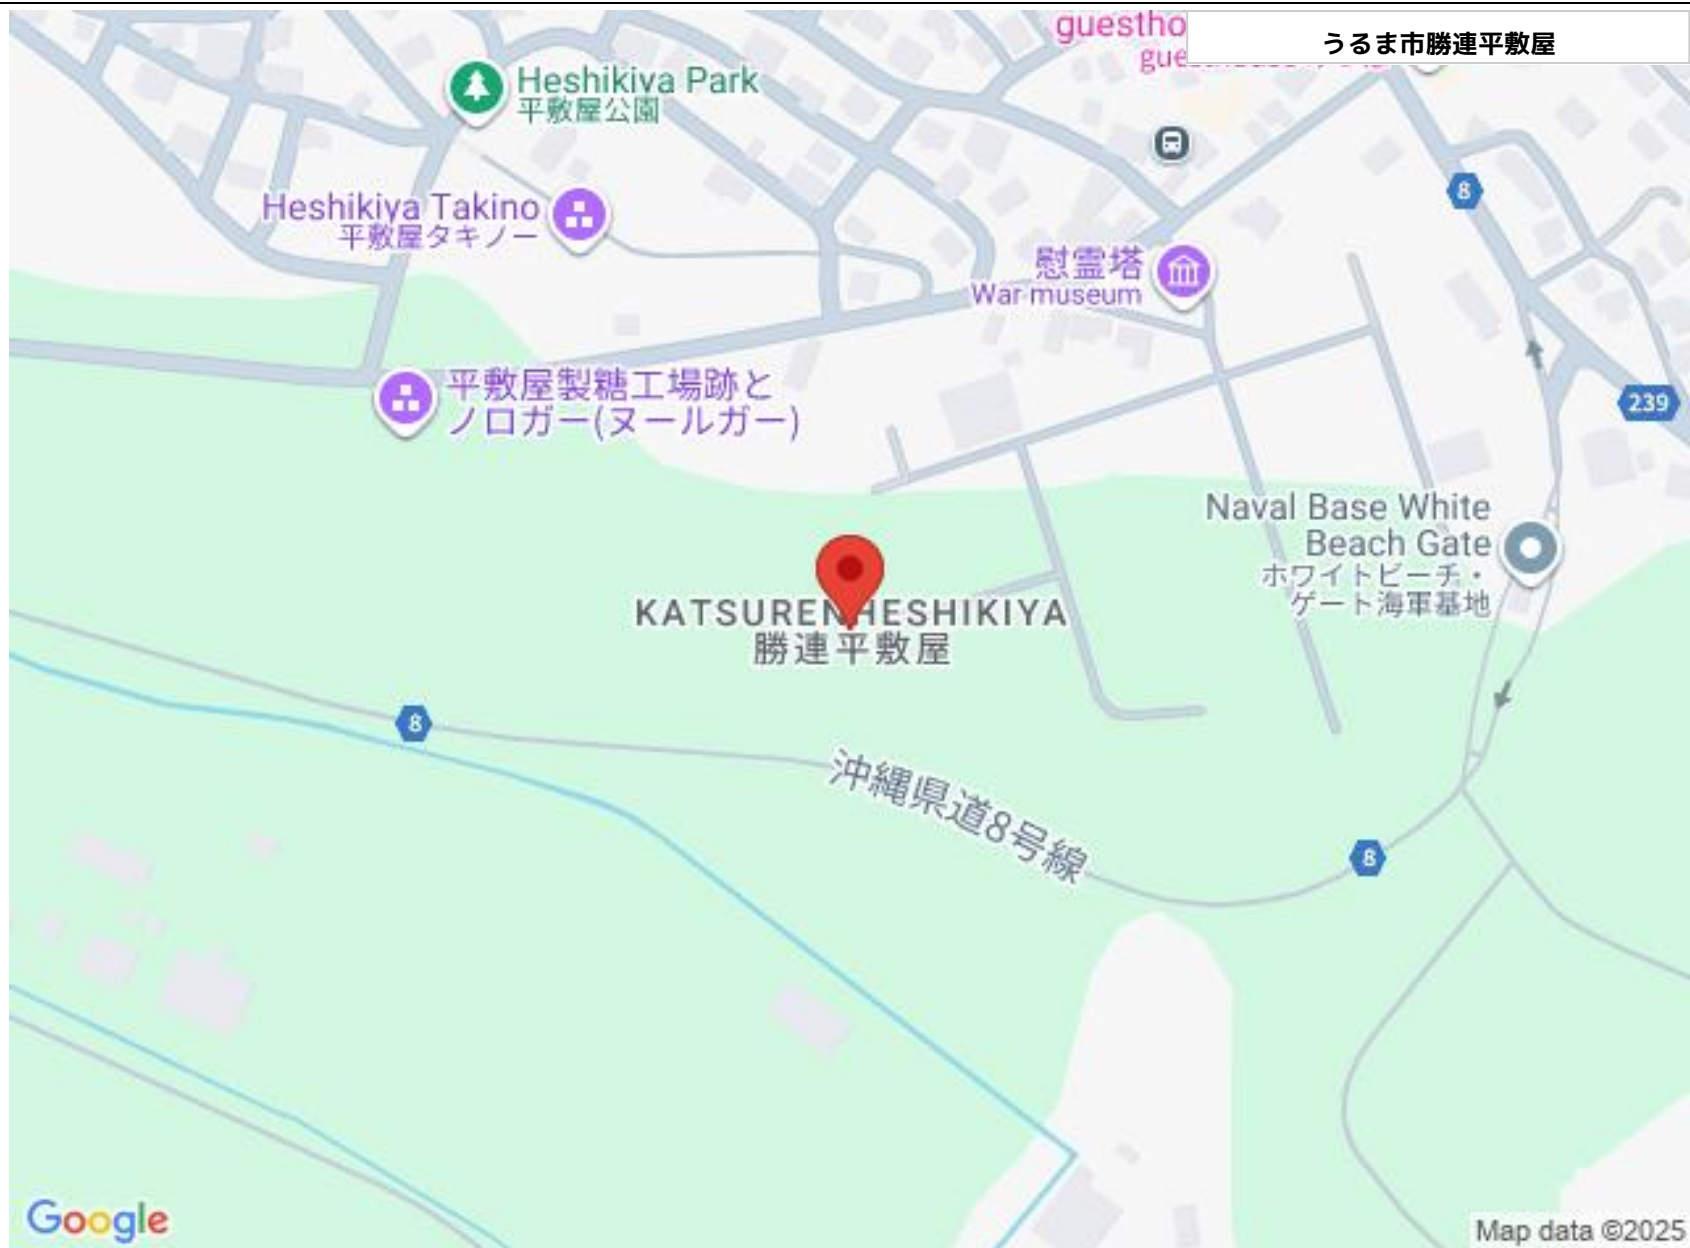 guestho
うるま市勝連平敷屋
Heshikiya Park
平敷屋公園
8
Heshikiya Takino
平敷屋タキノー
慰霊塔
War museum
平敷屋製糖工場跡と
ノロガー(ヌールガー)
239
Naval Base White
Beach Gate
ホワイトビーチ・
ゲート海軍基地
KATSURENHESHIKIYA
勝連平敷屋
8
沖縄県道8号線
8
Google
Map data ©2025